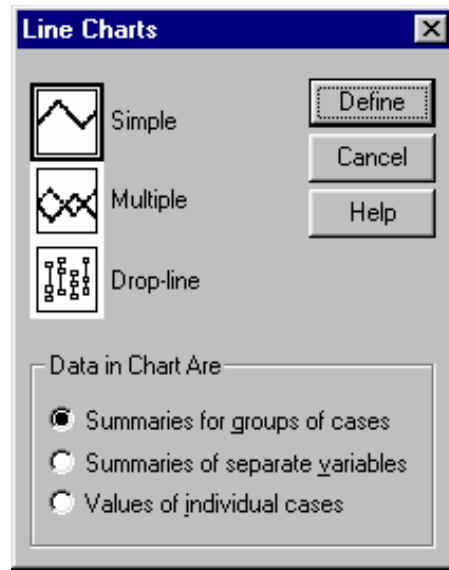 Line Charts
Simple
Define
Cancel
Multiple
Help
Drop-line
Data in Chart Are
Summaries for groups of cases
Summaries of separate variables
Values of individual cases